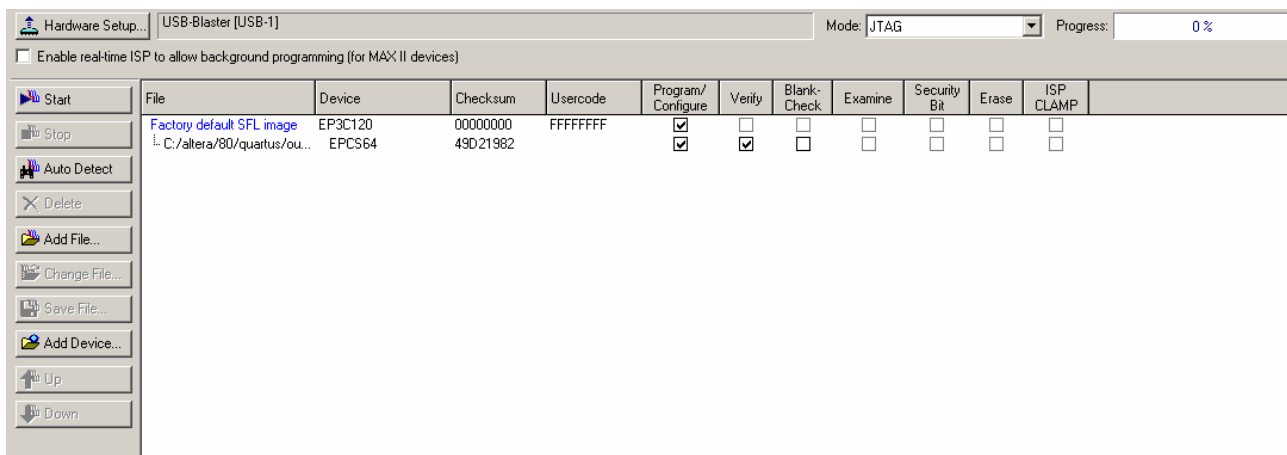 Hardware Setup... USB-Blaster [USB-1] Mode: JTAG Progress: 0 %
Enable real-time ISP to allow background programming (for MAX II devices)
Start
Stop
Auto Detect
Delete
Add File...
Change File...
Save File...
Add Device...
Up
Down
File Device Checksum Usercode Program/ Configure Verify Blank- Check Examine Security Bit Erase ISP CLAMP
Factory default SFL image EP3C120 00000000 FFFFFFFF
C:/altera/80/quartus/ou... EPCS64 49D21982